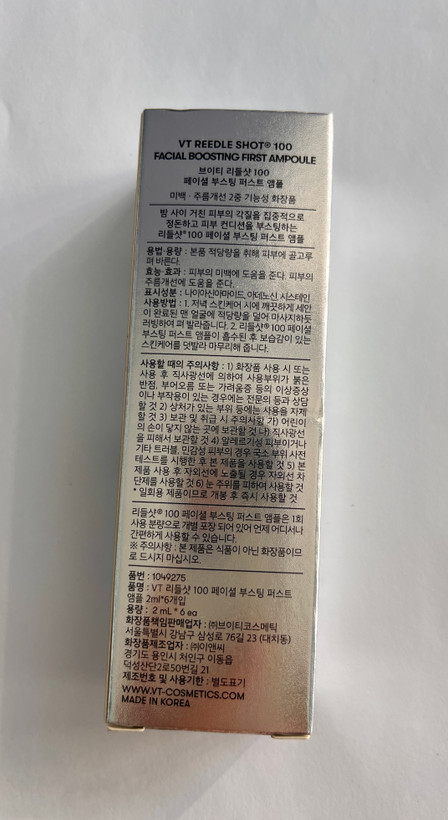 VT REEDLE SHOT® 100
FACIAL BOOSTING FIRST AMPOULE
브이티 리들샷 100
페이셜 부스팅 퍼스트 앰플
미백 · 주름개선 2중 기능성 화장품
밤 사이 거친 피부의 각질을 집중적으로
정돈하고 피부 컨디션을 부스팅하는
리들샷®100 페이셜 부스팅 퍼스트 앰플
용법·용량 : 본품 적당량을 취해 피부에 골고루
펴 바른다.
효능·효과 : 피부의 미백에 도움을 준다. 피부의
주름개선에 도움을 준다.
표시성분 : 나이아신아마이드, 아데노신, 시스테인
사용방법 : 1. 저녁 스킨케어 시에 깨끗하게 세안
이 완료된 맨 얼굴에 적당량을 덜어 마사지하듯
러빙하여 펴 발라줍니다. 2. 리들샷®100 페이셜
부스팅 퍼스트 앰플이 흡수된 후 보습감이 있는
스킨케어를 덧발라 마무리해 줍니다.
사용할 때의 주의사항 : 1) 화장품 사용 시 또는
사용 후 직사광선에 의하여 사용부위가 붉은
반점, 부어오름 또는 가려움증 등의 이상증상
이나 부작용이 있는 경우에는 전문의 등과 상담
할 것 2) 상처가 있는 부위 등에는 사용을 자제
할 것 3) 보관 및 취급 시 주의사항 가) 어린이
의 손이 닿지 않는 곳에 보관할 것 나) 직사광선
을 피해서 보관할 것 4) 알레르기성 피부이거나
기타 트러블, 민감성 피부의 경우 국소 부위 사전
테스트를 시행한 후 본 제품을 사용할 것 5) 본
제품 사용 후 자외선에 노출될 경우 자외선 차
단제를 사용할 것 6) 눈 주위를 피하여 사용할 것
* 일회용 제품이므로 개봉 후 즉시 사용할 것
리들샷®100 페이셜 부스팅 퍼스트 앰플은 1회
사용 분량으로 개별 포장 되어 있어 언제 어디서나
간편하게 사용할 수 있습니다.
※ 주의사항 : 본 제품은 식품이 아닌 화장품이므
로 드시지 마십시오.
품번 : 1049275
품명 : VT 리들샷 100 페이셜 부스팅 퍼스트
앰플 2ml*6개입
용량 : 2 mL * 6 ea
화장품책임판매업자 : ㈜브이티코스메틱
서울특별시 강남구 삼성로 76길 23 (대치동)
화장품제조업자 : ㈜이앤씨
경기도 용인시 처인구 이동읍
덕성산단2로50번길 21
제조번호 및 사용기한 : 별도표기
WWW.VT-COSMETICS.COM
MADE IN KOREA